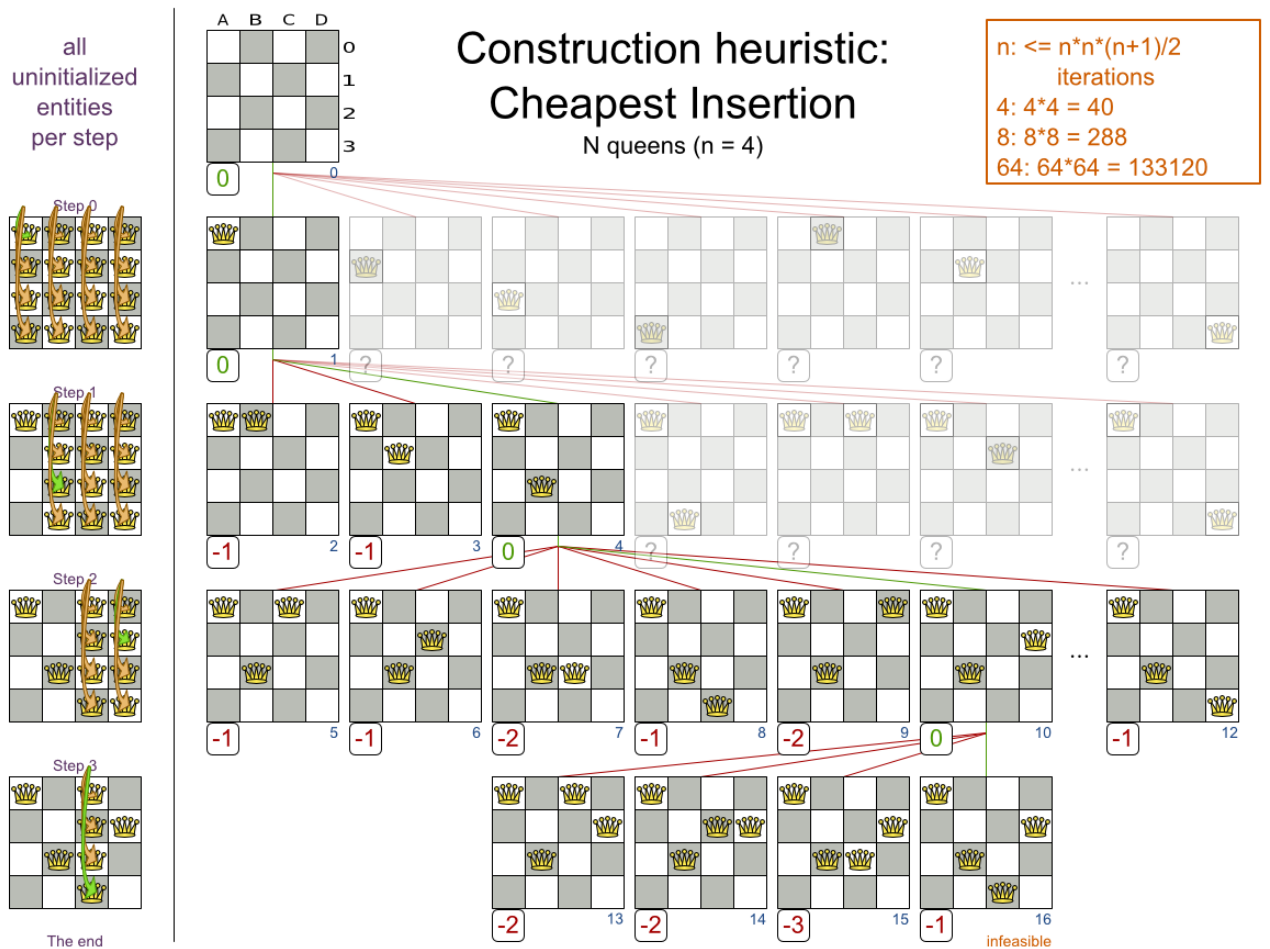 all
uninitialized
entities
per step
A B C D
0
1
2
3
0
0
Construction heuristic:
Cheapest Insertion
N queens (n = 4)
n: <= n*n*(n+1)/2
iterations
4: 4*4 = 40
8: 8*8 = 288
64: 64*64 = 133120
Step 0
...
0
1
?
?
?
?
?
?
Step 1
...
-1
2
-1
3
0
4
?
?
?
?
Step 2
...
-1
5
-1
6
-2
7
-1
8
-2
9
0
10
-1
12
Step 3
-2
13
-2
14
-3
15
-1
16
The end
infeasible